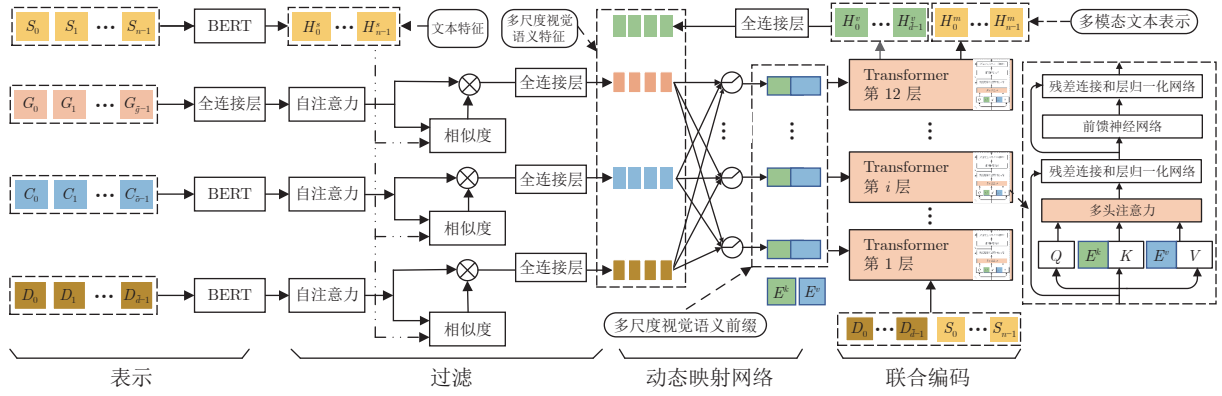 S₀ S₁ ⋯ Sₙ₋₁
BERT
H₀ˢ ⋯ Hₙ₋₁ˢ
文本特征
多尺度视觉
语义特征
全连接层
H₀ᵛ ⋯ H_{d̃-1}^v
H₀ᵐ ⋯ Hₙ₋₁ᵐ
多模态文本表示
G₀ G₁ ⋯ G_{g̃-1}
全连接层
自注意力
相似度
全连接层
Transformer
第 12 层
C₀ C₁ ⋯ C_{c̃-1}
BERT
自注意力
相似度
全连接层
Transformer
第 i 层
D₀ D₁ ⋯ D_{d̃-1}
BERT
自注意力
相似度
全连接层
Transformer
第 1 层
Eᵏ Eᵛ
多尺度视觉语义前缀
D₀ ⋯ D_{d̃-1} S₀ ⋯ Sₙ₋₁
残差连接和层归一化网络
前馈神经网络
残差连接和层归一化网络
多头注意力
Q Eᵏ K Eᵛ V
表示
过滤
动态映射网络
联合编码